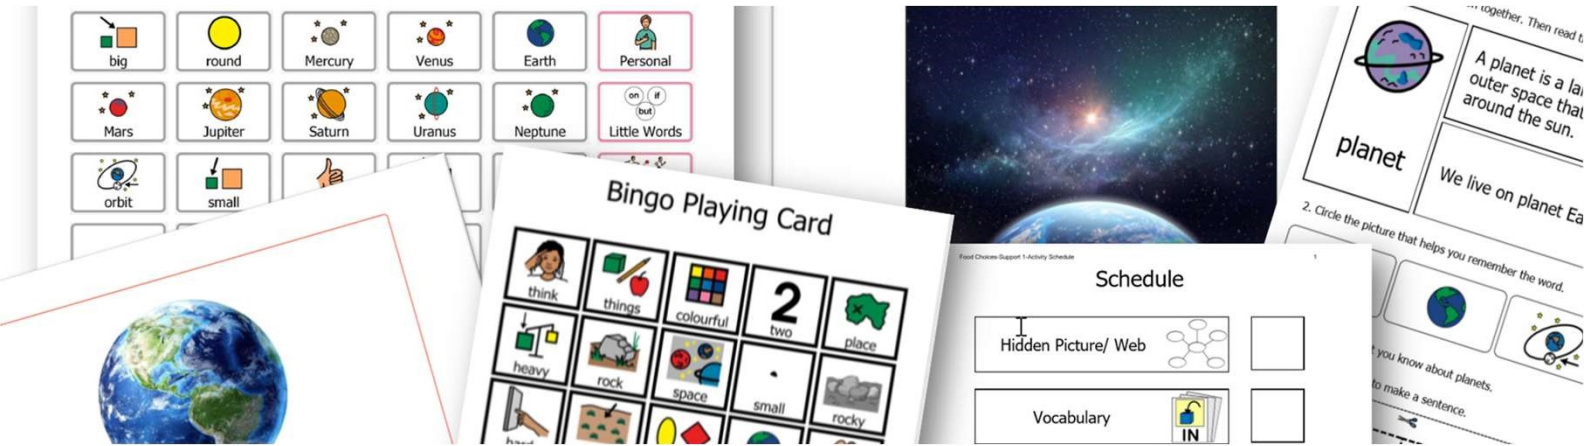 big
round
Mercury
Venus
Earth
Personal
Mars
Jupiter
Saturn
Uranus
Neptune
on
if
but
Little Words
orbit
small
Bingo Playing Card
think
things
colourful
2
two
place
heavy
rock
space
small
rocky
Food Choices-Support 1-Activity Schedule
1
Schedule
Hidden Picture/ Web
Vocabulary
IN
together. Then read
planet
A planet is a
outer space that
around the sun.
We live on planet
2. Circle the picture that helps you remember the word.
you know about planets.
to make a sentence.